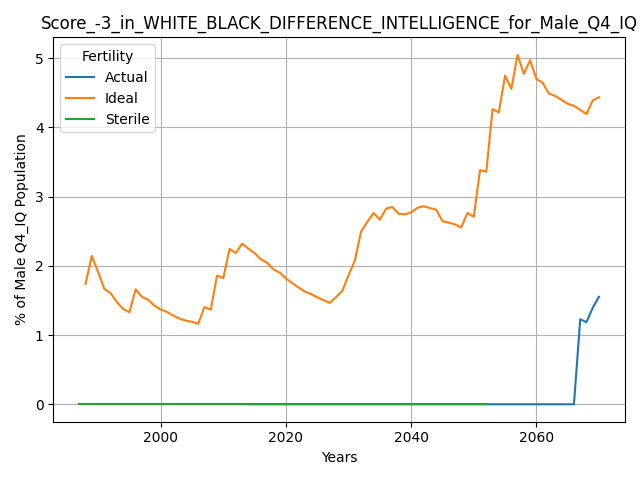 Score_-3_in_WHITE_BLACK_DIFFERENCE_INTELLIGENCE_for_Male_Q4_IQ
Fertility
Actual
Ideal
Sterile
% of Male Q4_IQ Population
5
4
3
2
1
0
2000 2020 2040 2060
Years